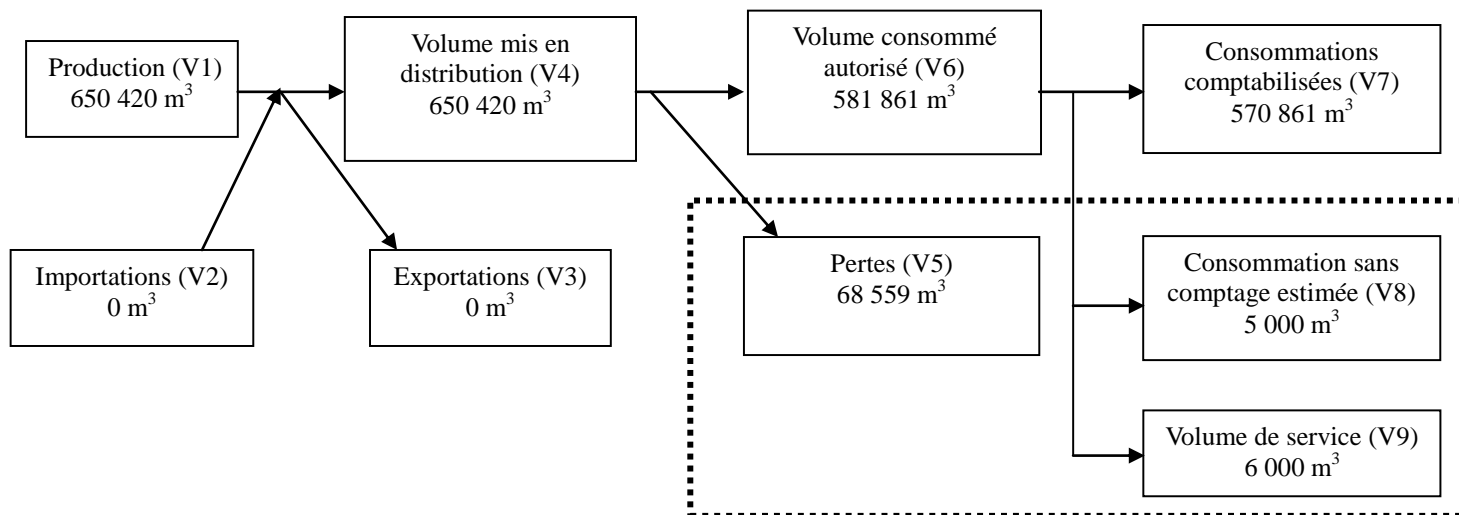 Production (V1)
650 420 m³
Volume mis en
distribution (V4)
650 420 m³
Volume consommé
autorisé (V6)
581 861 m³
Consommations
comptabilisées (V7)
570 861 m³
Importations (V2)
0 m³
Exportations (V3)
0 m³
Pertes (V5)
68 559 m³
Consommation sans
comptage estimée (V8)
5 000 m³
Volume de service (V9)
6 000 m³